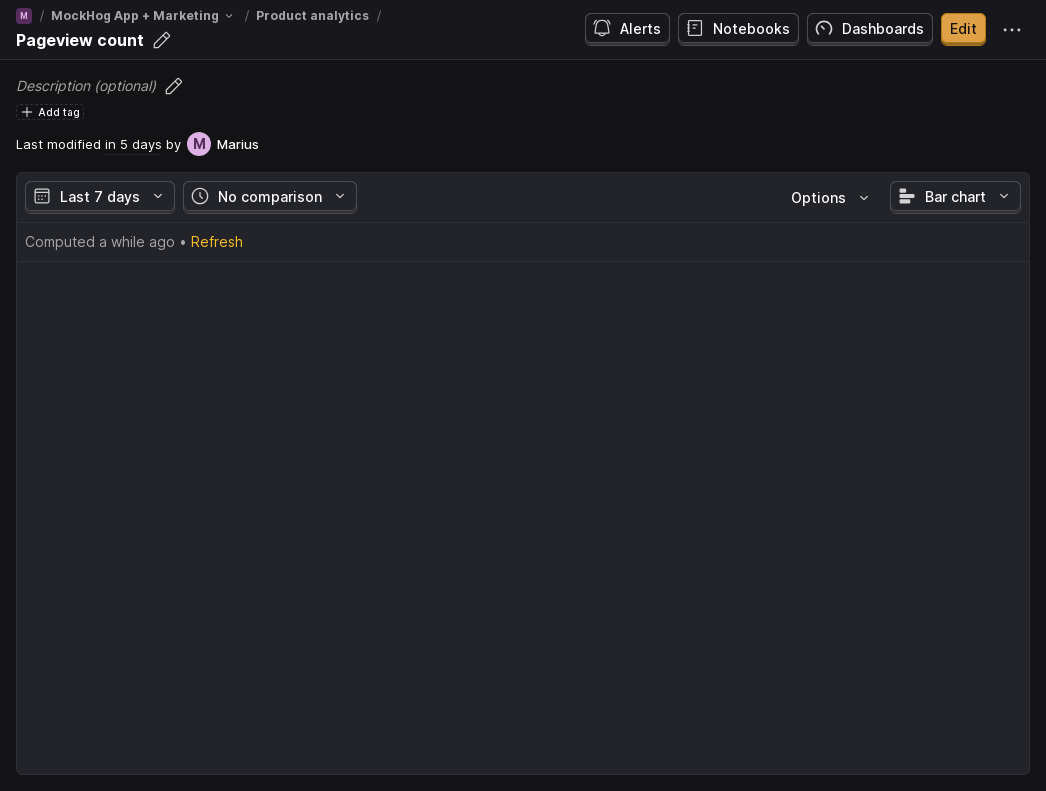 M / MockHog App + Marketing / Product analytics /
Pageview count
Alerts
Notebooks
Dashboards
Edit
Description (optional)
Add tag
Last modified in 5 days by M Marius
Last 7 days
No comparison
Options
Bar chart
Computed a while ago • Refresh